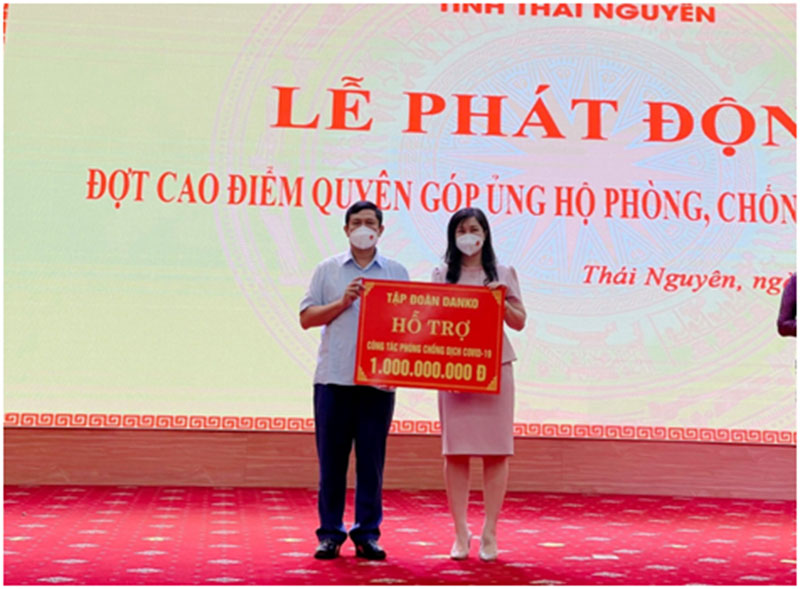 TỈNH THÁI NGUYÊN
LỄ PHÁT ĐỘN
ĐỢT CAO ĐIỂM QUYÊN GÓP ỦNG HỘ PHÒNG, CHỐN
Thái Nguyên, ngà
TẬP ĐOÀN DANKO
HỖ TRỢ
CÔNG TÁC PHÒNG CHỐNG DỊCH COVID-19
1.000.000.000 Đ